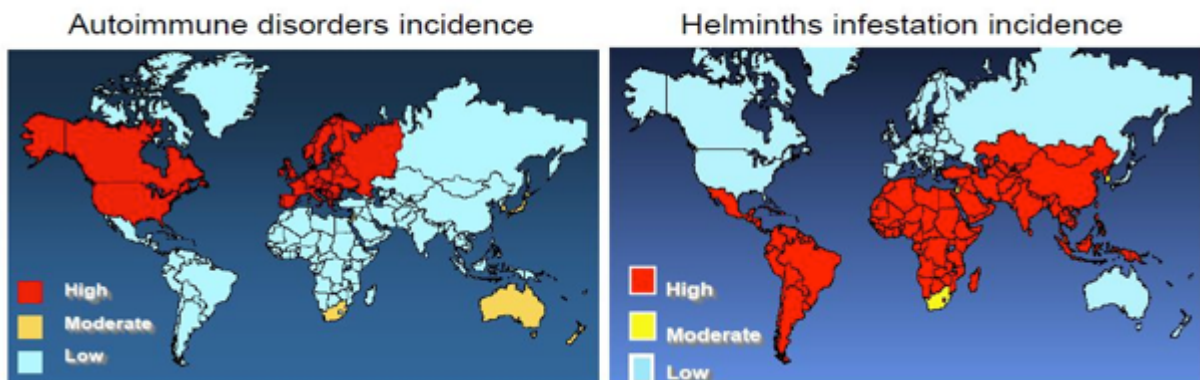 Autoimmune disorders incidence
High
Moderate
Low
Helminths infestation incidence
High
Moderate
Low